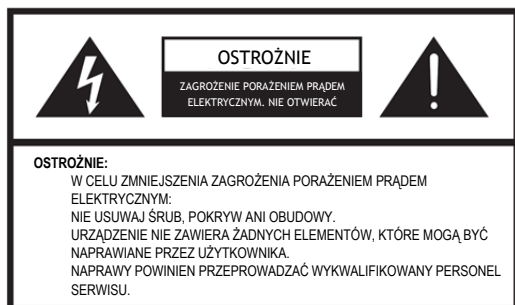 OSTROŻNIE
ZAGROŻENIE PORAŻENIEM PRĄDEM
ELEKTRYCZNYM. NIE OTWIERAĆ
OSTROŻNIE:
W CELU ZMNIEJSZENIA ZAGROŻENIA PORAŻENIEM PRĄDEM
ELEKTRYCZNYM:
NIE USUWAJ ŚRUB, POKRYW ANI OBUDOWY.
URZĄDZENIE NIE ZAWIERA ŻADNYCH ELEMENTÓW, KTÓRE MOGĄ BYĆ
NAPRAWIANE PRZEZ UŻYTKOWNIKA.
NAPRAWY POWINIEN PRZEPROWADZAĆ WYKWALIFIKOWANY PERSONEL
SERWISU.